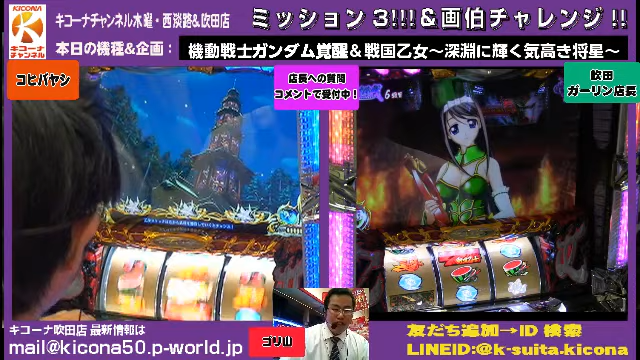 KICONA
キコーナ
チャンネル
キコーナチャンネル水曜・西淡路&吹田店
ミッション3!!!&画伯チャレンジ!!
本日の機種&企画：
機動戦士ガンダム覚醒&戦国乙女～深淵に輝く気高き将星～
コヒバヤシ
店長への質問
コメントで受付中！
吹田
ガーリン店長
キコーナ吹田店 最新情報は
mail@kicona50.p-world.jp
ゴリ山
友だち追加→ID 検索
LINEID:@k-suita.kicona